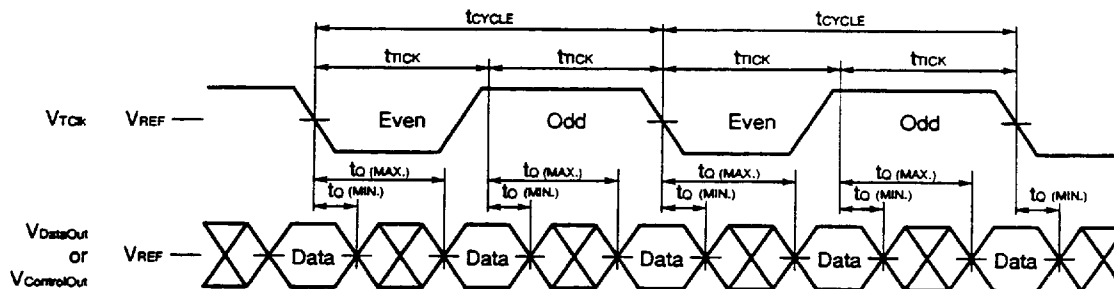 tCYCLE tCYCLE
tTICK tTICK tTICK tTICK
VTClk VREF Even Odd Even Odd
tQ (MAX.) tQ (MAX.) tQ (MAX.) tQ (MAX.)
tQ (MIN.) tQ (MIN.) tQ (MIN.) tQ (MIN.) tQ (MIN.)
VDataOut
or VREF Data Data Data Data Data
VControlOut